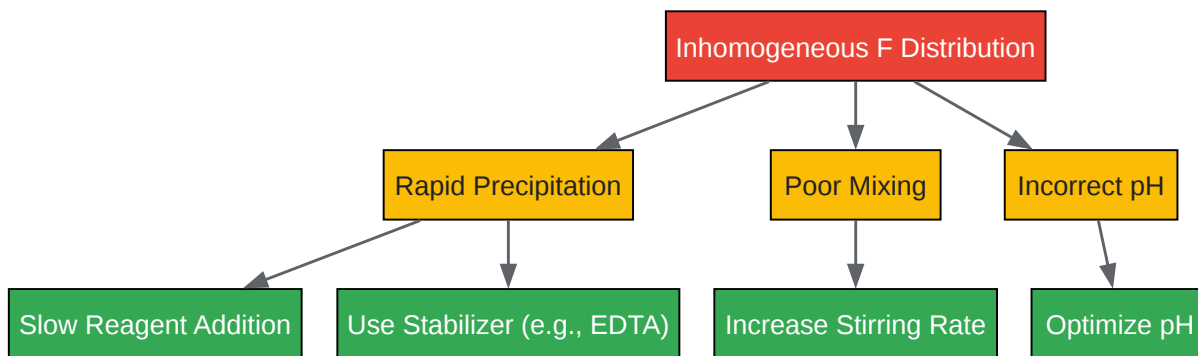 Inhomogeneous F Distribution
Rapid Precipitation
Poor Mixing
Incorrect pH
Slow Reagent Addition
Use Stabilizer (e.g., EDTA)
Increase Stirring Rate
Optimize pH